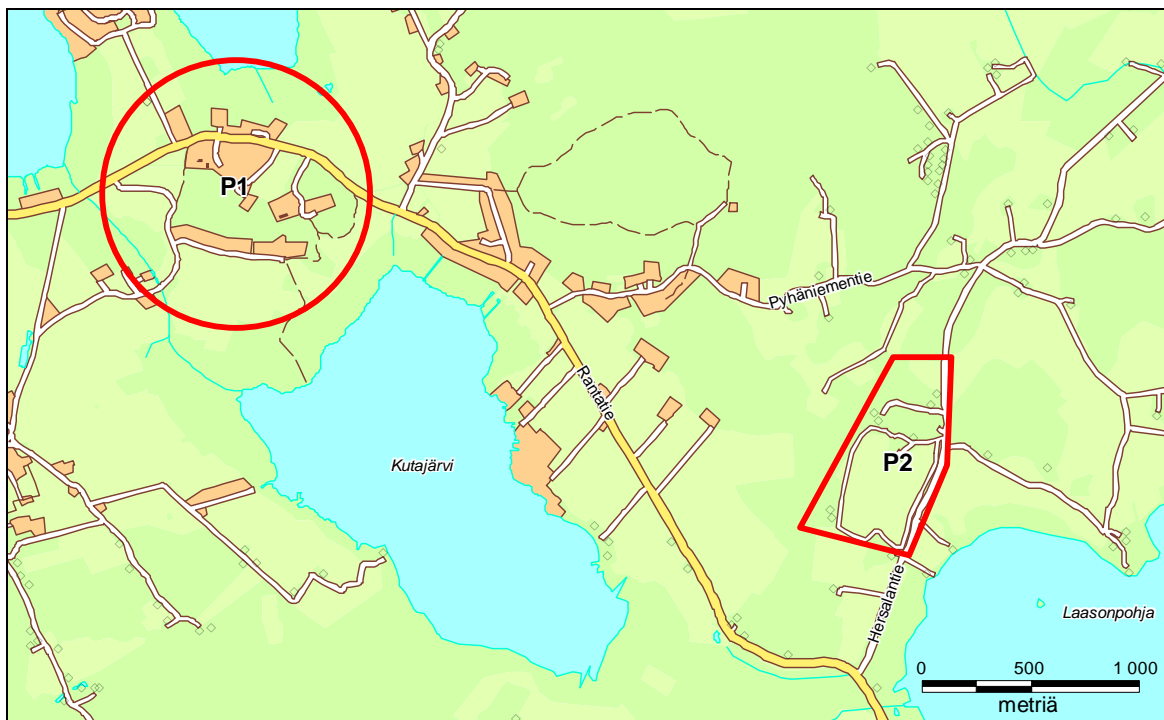 P1
Pyhäniementie
Rantatie
Kutajärvi
P2
Hersalantie
Laasonpohja
0 500 1 000
metriä